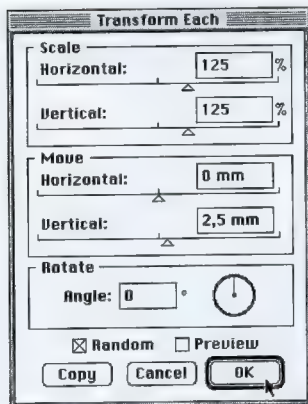 Transform Each
Scale
Horizontal: 125 %
Vertical: 125 %
Move
Horizontal: 0 mm
Vertical: 2,5 mm
Rotate
Angle: 0 °
Random Preview
Copy Cancel OK